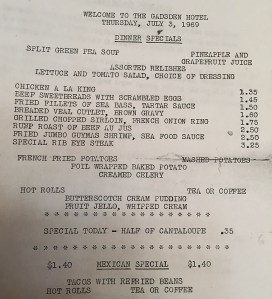 WELCOME TO THE GADSDEN HOTEL
THURSDAY, JULY 3, 1969
DINNER SPECIALS
SPLIT GREEN PEA SOUP PINEAPPLE AND
GRAPEFRUIT JUICE
ASSORTED RELISHES
LETTUCE AND TOMATO SALAD, CHOICE OF DRESSING
CHICKEN A LA KING 1.35
BEEF SWEETBREADS WITH SCRAMBLED EGGS 1.45
FRIED FILLETS OF SEA BASS, TARTAR SAUCE 1.50
BREADED VEAL CUTLET, BROWN GRAVY 1.60
GRILLED CHOPPED SIRLOIN, FRENCH ONION RING 1.75
RUMP ROAST OF BEEF AU JUS 2.50
FRIED JUMBO GUYMAS SHRIMP, SEA FOOD SAUCE 2.50
SPECIAL RIB EYE STEAK 3.25
FRENCH FRIED POTATOES MASHED POTATOES
FOIL WRAPPED BAKED POTATO
CREAMED CELERY
HOT ROLLS TEA OR COFFEE
BUTTERSCOTCH CREAM PUDDING
FRUIT JELLO, WHIPPED CREAM
* * * * * * * * * * * * * * * *
SPECIAL TODAY - HALF OF CANTALOUPE .35
* * * * * * * * * * * * * * * *
$1.40 MEXICAN SPECIAL $1.40
TACOS WITH REFRIED BEANS
HOT ROLLS TEA OR COFFEE